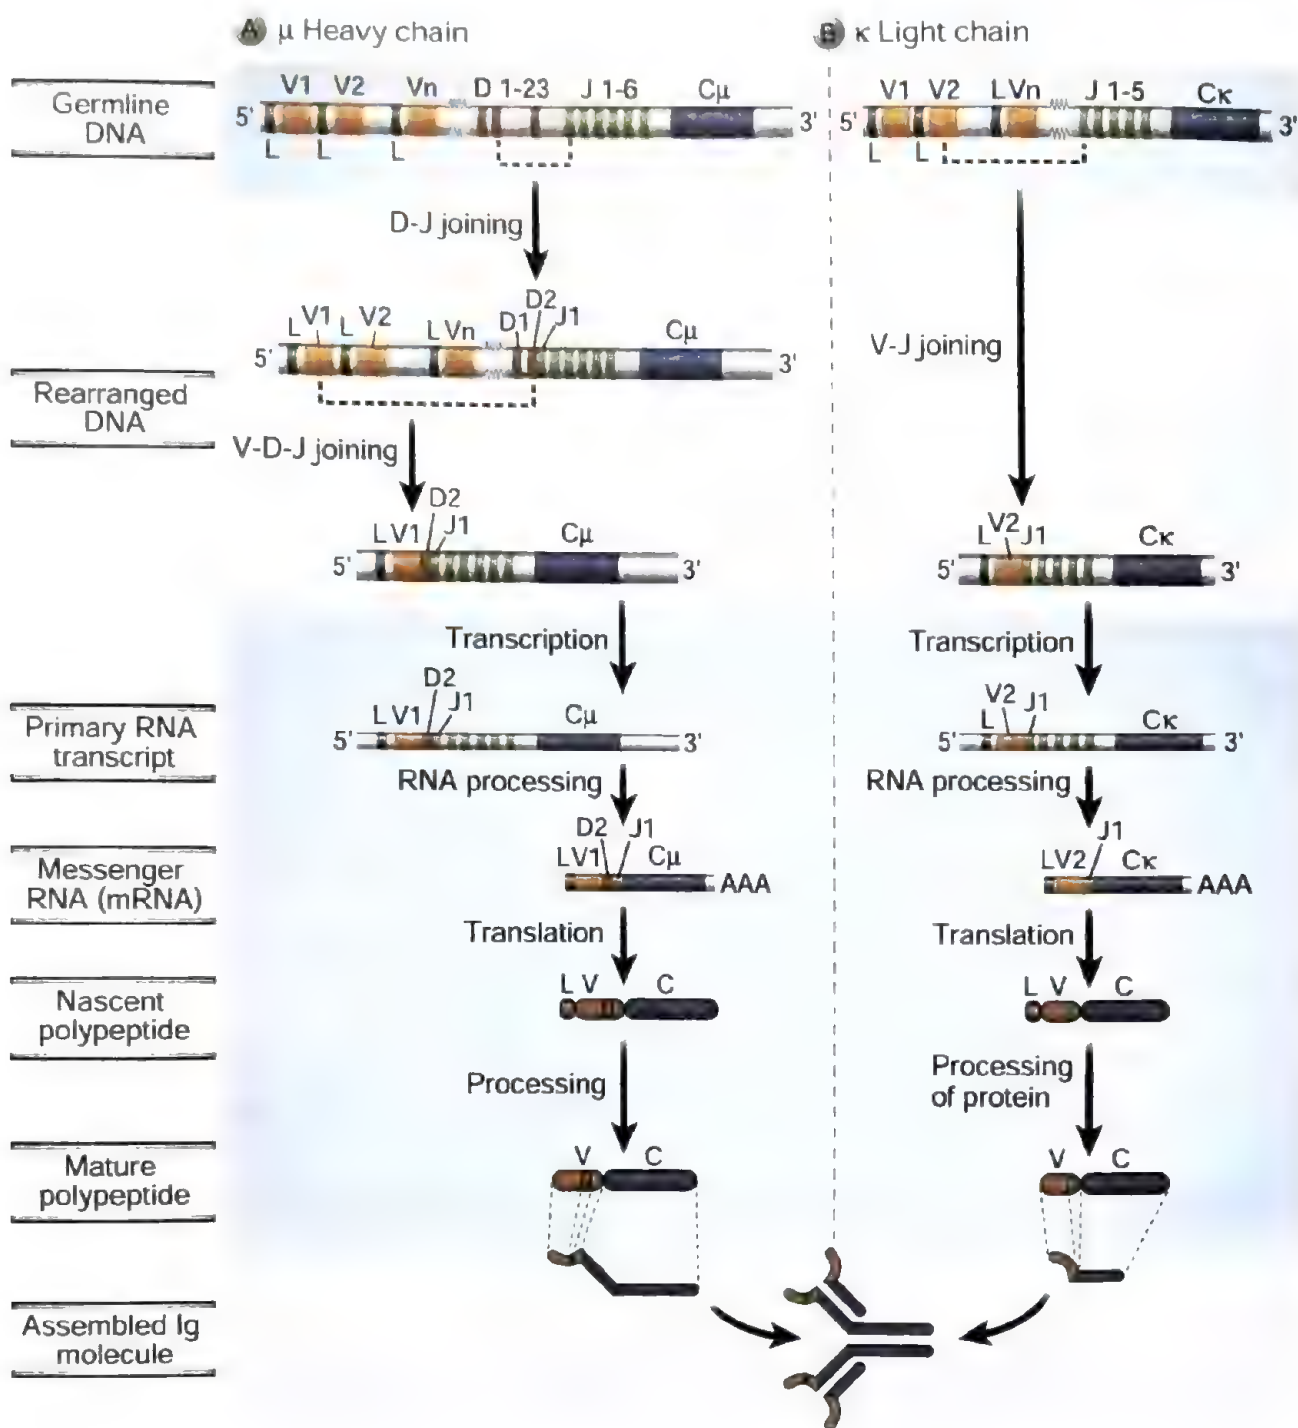 A μ Heavy chain
B κ Light chain
Germline
DNA
V1 V2 Vn D 1-23 J 1-6 Cμ
5' 3'
L L L
V1 V2 L Vn J 1-5 Cκ
5' 3'
L L
D-J joining
V-J joining
Rearranged
DNA
D2
L V1 L V2 L Vn D1 J1 Cμ
5' 3'
V-D-J joining
D2
L V1 J1 Cμ
5' 3'
V2
L J1 Cκ
5' 3'
Transcription
Transcription
Primary RNA
transcript
D2
L V1 J1 Cμ
5' 3'
V2 J1
L Cκ
5' 3'
RNA processing
RNA processing
Messenger
RNA (mRNA)
D2 J1
LV1 Cμ
AAA
J1
LV2 Cκ
AAA
Translation
Translation
Nascent
polypeptide
L V C
L V C
Processing
Processing
of protein
Mature
polypeptide
V C
V C
Assembled Ig
molecule